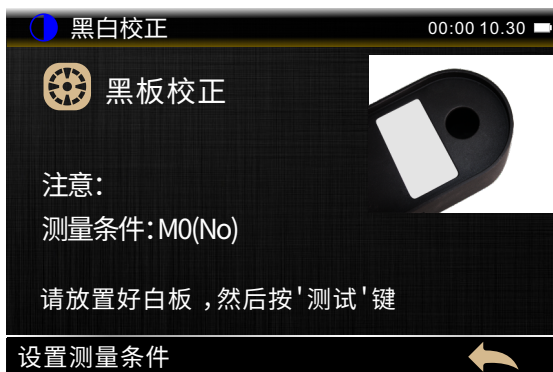 黑白校正
00:00 10.30
黑板校正
注意:
测量条件:M0(No)
请放置好白板 ,然后按'测试'键
设置测量条件